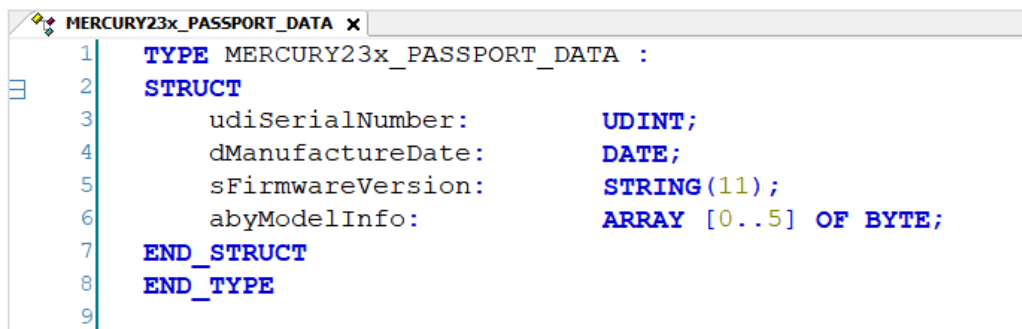 MERCURY23x_PASSPORT_DATA x
1 TYPE MERCURY23x_PASSPORT_DATA :
2 STRUCT
3 udiSerialNumber: UDINT;
4 dManufactureDate: DATE;
5 sFirmwareVersion: STRING(11);
6 abyModelInfo: ARRAY [0..5] OF BYTE;
7 END_STRUCT
8 END_TYPE
9